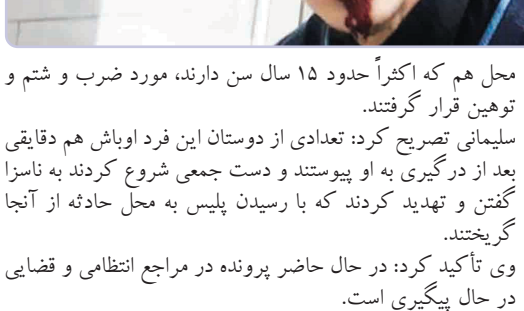 محل هم که اکثراً حدود ۱۵ سال سن دارند، مورد ضرب و شتم و
توهین قرار گرفتند.
سلیمانی تصریح کرد: تعدادی از دوستان این فرد اوباش هم دقایقی
بعد از درگیری به او پیوستند و دست جمعی شروع کردند به ناسزا
گفتن و تهدید کردند که با رسیدن پلیس به محل حادثه از آنجا
گریختند.
وی تأکید کرد: در حال حاضر پرونده در مراجع انتظامی و قضایی
در حال پیگیری است.